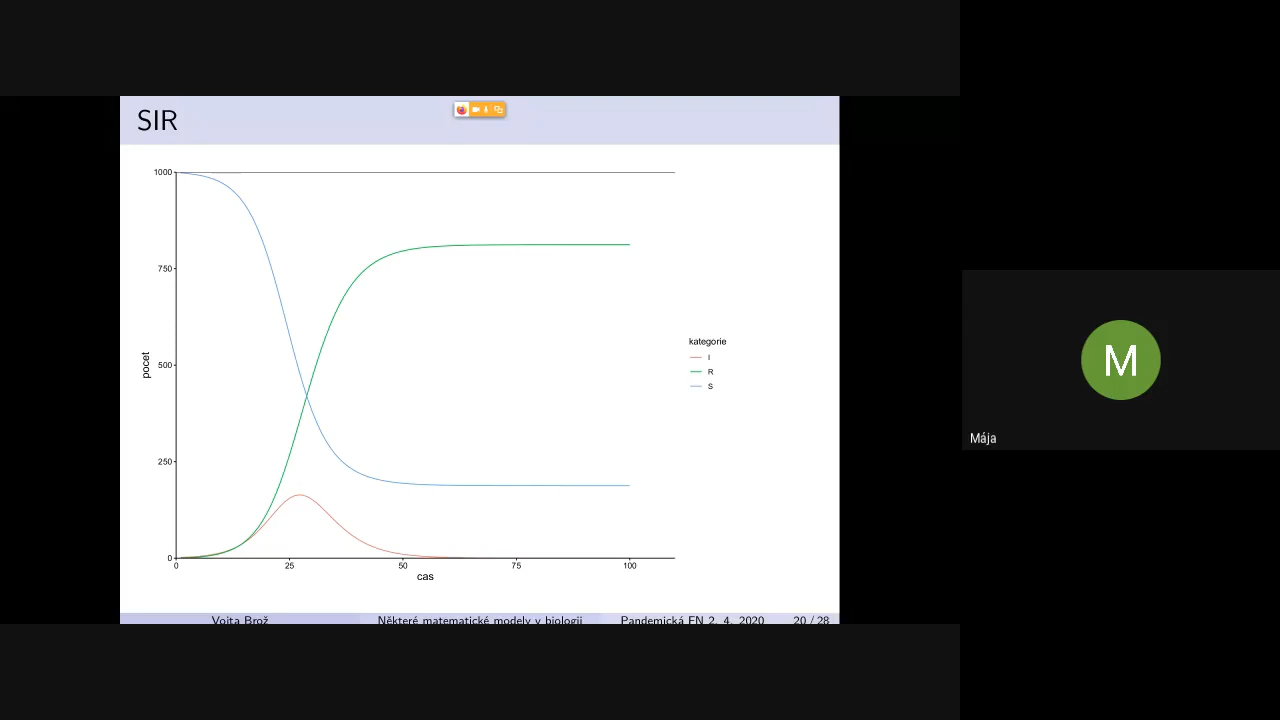 SIR
1000
750
500
250
0
pocet
0 25 50 75 100
cas
kategorie
I
R
S
Vojta Brož Některé matematické modely v biologii Pandemická FN 2. 4. 2020 20 / 28
M
Mája